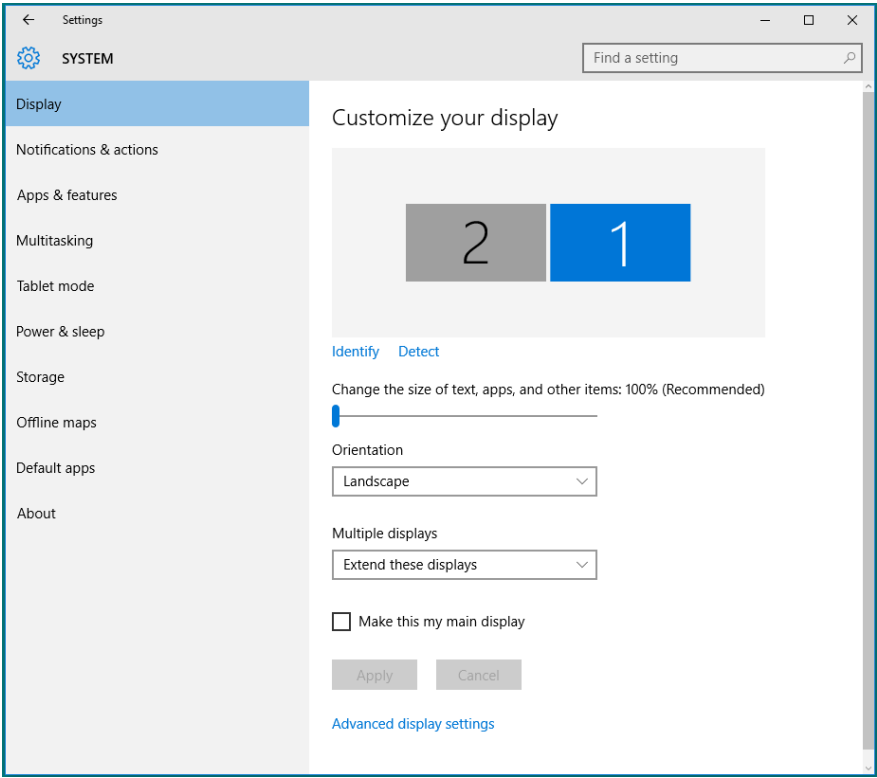 Settings
SYSTEM
Find a setting
Display
Notifications & actions
Apps & features
Multitasking
Tablet mode
Power & sleep
Storage
Offline maps
Default apps
About
Customize your display
2 1
Identify Detect
Change the size of text, apps, and other items: 100% (Recommended)
Orientation
Landscape
Multiple displays
Extend these displays
Make this my main display
Apply Cancel
Advanced display settings